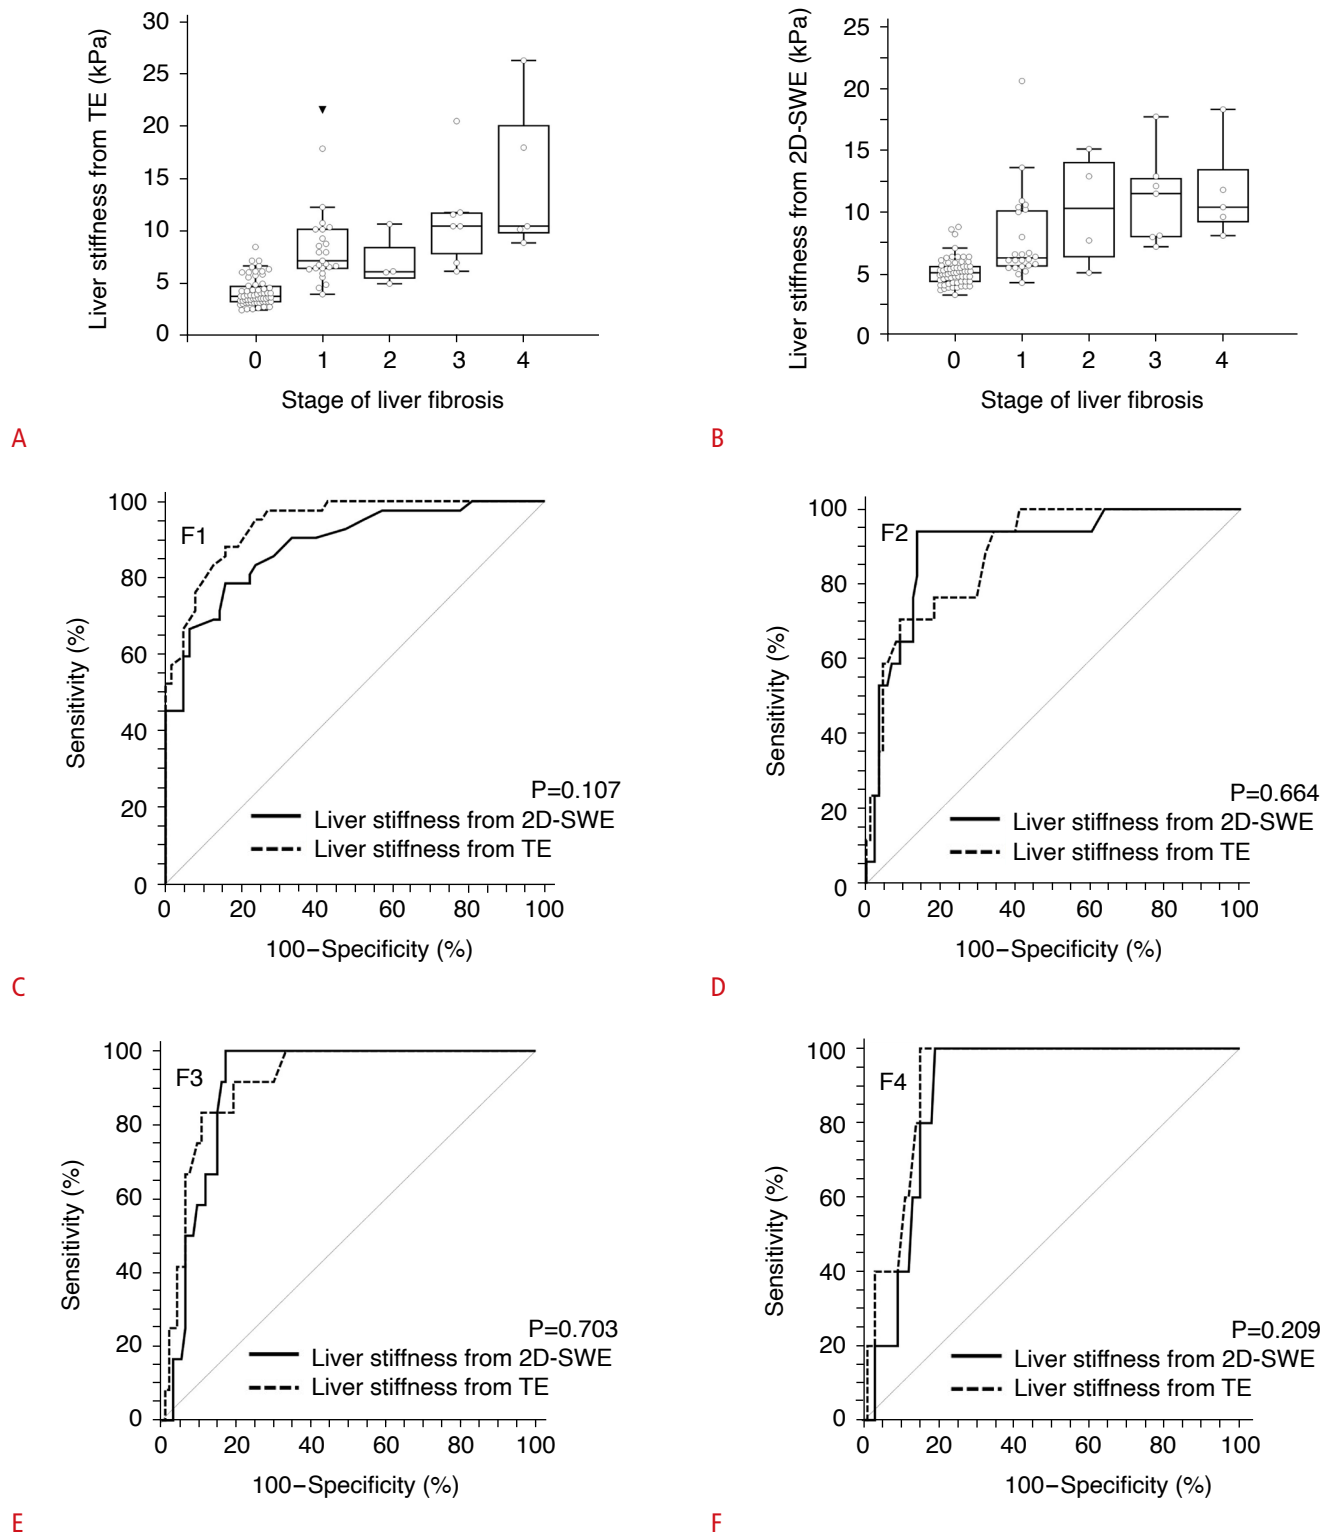 Liver stiffness from TE (kPa)
30
25
20
15
10
5
0
0 1 2 3 4
Stage of liver fibrosis
A
Liver stiffness from 2D-SWE (kPa)
25
20
15
10
5
0
0 1 2 3 4
Stage of liver fibrosis
B
Sensitivity (%)
100
80
60
40
20
0
F1
P=0.107
Liver stiffness from 2D-SWE
Liver stiffness from TE
0 20 40 60 80 100
100−Specificity (%)
C
Sensitivity (%)
100
80
60
40
20
0
F2
P=0.664
Liver stiffness from 2D-SWE
Liver stiffness from TE
0 20 40 60 80 100
100−Specificity (%)
D
Sensitivity (%)
100
80
60
40
20
0
F3
P=0.703
Liver stiffness from 2D-SWE
Liver stiffness from TE
0 20 40 60 80 100
100−Specificity (%)
E
Sensitivity (%)
100
80
60
40
20
0
F4
P=0.209
Liver stiffness from 2D-SWE
Liver stiffness from TE
0 20 40 60 80 100
100−Specificity (%)
F